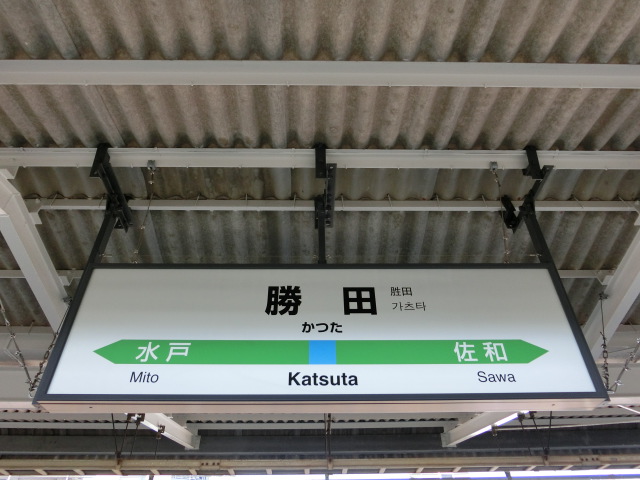 勝田 胜田
가츠타
かつた
水戸 佐和
Mito Katsuta Sawa